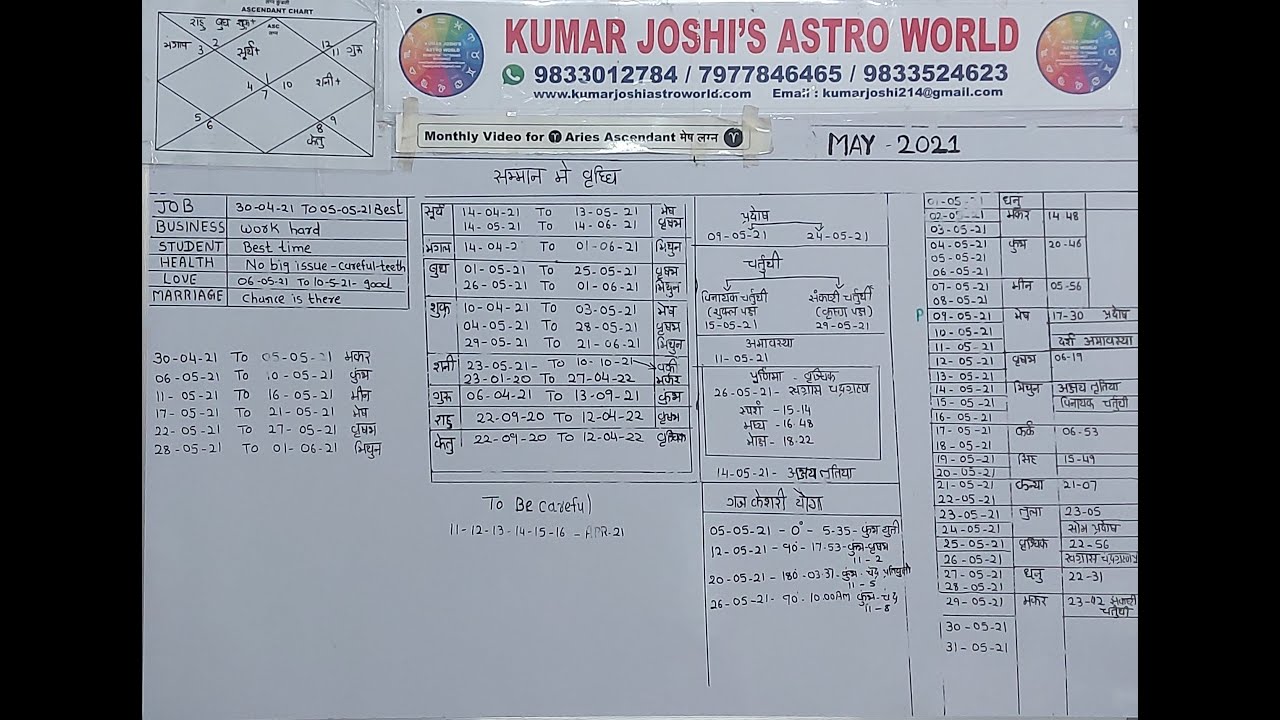 लग्न कुंडली
ASCENDANT CHART
राहु बुध शुक्र+
ASC
लग्न
मंगल 3 2 सूर्य+ 12 11 गुरू
1
4 10 शनी+
7
5 6 9
8
केतु
KUMAR JOSHI'S ASTRO WORLD
9833012784 / 7977846465 / 9833524623
www.kumarjoshiastroworld.com Email : kumarjoshi214@gmail.com
Monthly Video for ♈ Aries Ascendant मेष लग्न ♈
MAY - 2021
सम्मान मे वृध्धि
JOB 30-04-21 TO 05-05-21 Best
BUSINESS work hard
STUDENT Best time
HEALTH No big issue - careful-teeth
LOVE 06-05-21 TO 10-5-21 - good
MARRIAGE Chance is there
30-04-21 TO 05-05-21 मकर
06-05-21 TO 10-05-21 कुंभ
11-05-21 TO 16-05-21 मीन
17-05-21 TO 21-05-21 मेष
22-05-21 TO 27-05-21 वृषभ
28-05-21 TO 01-06-21 मिथुन
सूर्य 14-04-21 TO 13-05-21 मेष
14-05-21 TO 14-06-21 वृषभ
मंगल 14-04-2 TO 01-06-21 मिथुन
बुध 01-05-21 TO 25-05-21 वृषभ
26-05-21 TO 01-06-21 मिथुन
शुक्र 10-04-21 TO 03-05-21 मेष
04-05-21 TO 28-05-21 वृषभ
29-05-21 TO 21-06-21 मिथुन
शनी 23-05-21 TO 10-10-21 वक्री
23-01-20 TO 27-04-22 मकर
गुरू 06-04-21 TO 13-09-21 कुंभ
राहु 22-09-20 TO 12-04-22 वृषभ
केतु 22-09-20 TO 12-04-22 वृश्चिक
To Be Careful
11-12-13-14-15-16 - APR-21
प्रदोष
09-05-21 24-05-21
चर्तुथी
विनायक चर्तुथी संकष्टी चर्तुथी
(शुक्ल पक्ष) (कृष्ण पक्ष)
15-05-21 29-05-21
अमावस्या
11-05-21
पूर्णिमा - वृश्चिक
26-05-21 - खग्रास चंद्रग्रहण
स्पर्श - 15-14
मध्य - 16.48
मोक्ष - 18.22
14-05-21 - अक्षय तृतिया
गज केशरी योग
05-05-21 - 0° - 5-35 - कुंभ युती
12-05-21 - 90 - 17.53 - कुंभ-वृषभ
11 - 2
20-05-21 - 180 - 03.31 - कुंभ - चंद्र प्रतियुती
11 - 5
26-05-21 - 90 - 10.00AM कुंभ-चंद्र
11-8
01-05-21 धनु
02-05-21 मकर 14-48
03-05-21
04-05-21 कुंभ 20-46
05-05-21
06-05-21
07-05-21 मीन 05-56
08-05-21
P 09-05-21 मेष 17-30 प्रदोष
10-05-21
11-05-21 दर्श अमावस्या
12-05-21 वृषभ 06-19
13-05-21
14-05-21 मिथुन अक्षय तृतिया
15-05-21 विनायक चर्तुथी
16-05-21
17-05-21 कर्क 06-53
18-05-21
19-05-21 सिंह 15-49
20-05-21
21-05-21 कन्या 21-07
22-05-21
23-05-21 तुला 23-05
24-05-21 सोम प्रदोष
25-05-21 वृश्चिक 22-56
26-05-21 खग्रास चंद्रग्रहण
27-05-21 धनु 22-31
28-05-21
29-05-21 मकर 23-42 संकष्टी
चर्तुथी
30-05-21
31-05-21